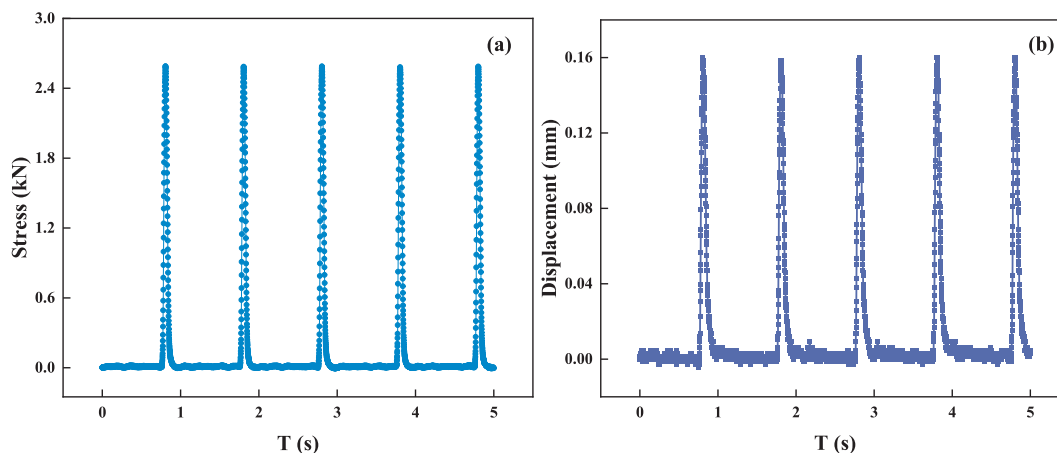 (a)
Stress (kN)
3.0
2.4
1.8
1.2
0.6
0.0
0 1 2 3 4 5
T (s)
(b)
Displacement (mm)
0.16
0.12
0.08
0.04
0.00
0 1 2 3 4 5
T (s)